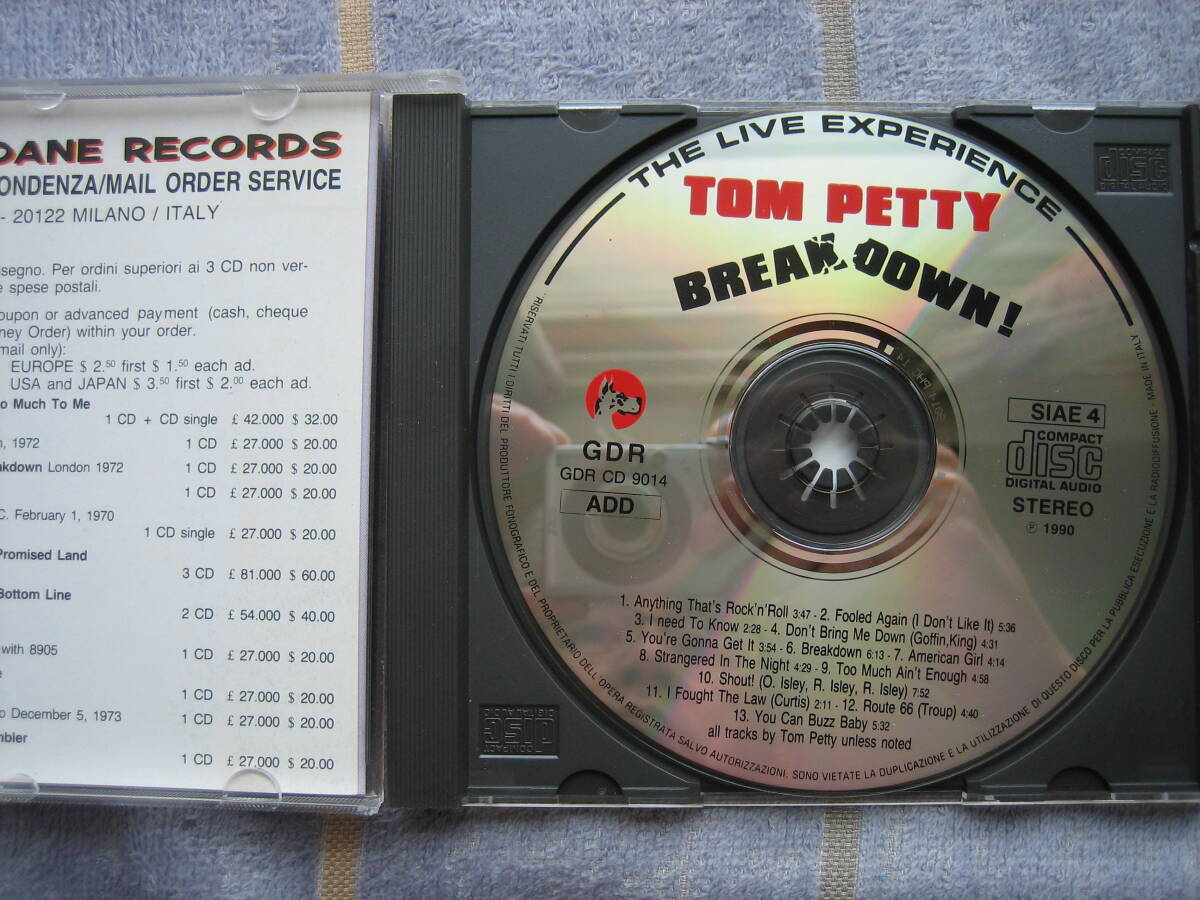 DANE RECORDS
ONDENZA/MAIL ORDER SERVICE
- 20122 MILANO / ITALY
segno. Per ordini superiori ai 3 CD non ver-
e spese postali.
oupon or advanced payment (cash, cheque
ney Order) within your order.
mail only):
EUROPE $ 2.50 first $ 1.50 each ad.
USA and JAPAN $ 3.50 first $ 2.00 each ad.
o Much To Me
1 CD + CD single £ 42.000 $ 32.00
n, 1972 1 CD £ 27.000 $ 20.00
akdown London 1972 1 CD £ 27.000 $ 20.00
1 CD £ 27.000 $ 20.00
C. February 1, 1970
1 CD single £ 27.000 $ 20.00
Promised Land
3 CD £ 81.000 $ 60.00
Bottom Line
2 CD £ 54.000 $ 40.00
with 8905
1 CD £ 27.000 $ 20.00
e
1 CD £ 27.000 $ 20.00
o December 5, 1973 1 CD £ 27.000 $ 20.00
mbler
1 CD £ 27.000 $ 20.00
THE LIVE EXPERIENCE
TOM PETTY
BREAKDOWN!
GDR
GDR CD 9014
ADD
SIAE 4
COMPACT
disc
DIGITAL AUDIO
STEREO
℗ 1990
1. Anything That's Rock'n'Roll 3:47 - 2. Fooled Again (I Don't Like It) 5:36
3. I need To Know 2:28 - 4. Don't Bring Me Down (Goffin,King) 4:31
5. You're Gonna Get It 3:54 - 6. Breakdown 6:13 - 7. American Girl 4:14
8. Strangered In The Night 4:29 - 9. Too Much Ain't Enough 4:58
10. Shout! (O. Isley, R. Isley, R. Isley) 7:52
11. I Fought The Law (Curtis) 2:11 - 12. Route 66 (Troup) 4:40
13. You Can Buzz Baby 5:32
all tracks by Tom Petty unless noted
"RISERVATI TUTTI I DIRITTI DEL PRODUTTORE FONOGRAFICO E DEL PROPRIETARIO DELL'OPERA REGISTRATA SALVO AUTORIZZAZIONI, SONO VIETATE LA DUPLICAZIONE E LA UTILIZZAZIONE DI QUESTO DISCO PER LA PUBBLICA ESECUZIONE E LA RADIODIFFUSIONE - MADE IN ITALY
COMPACT
disc
DIGITAL AUDIO
COMPACT
disc
DIGITAL AUDIO